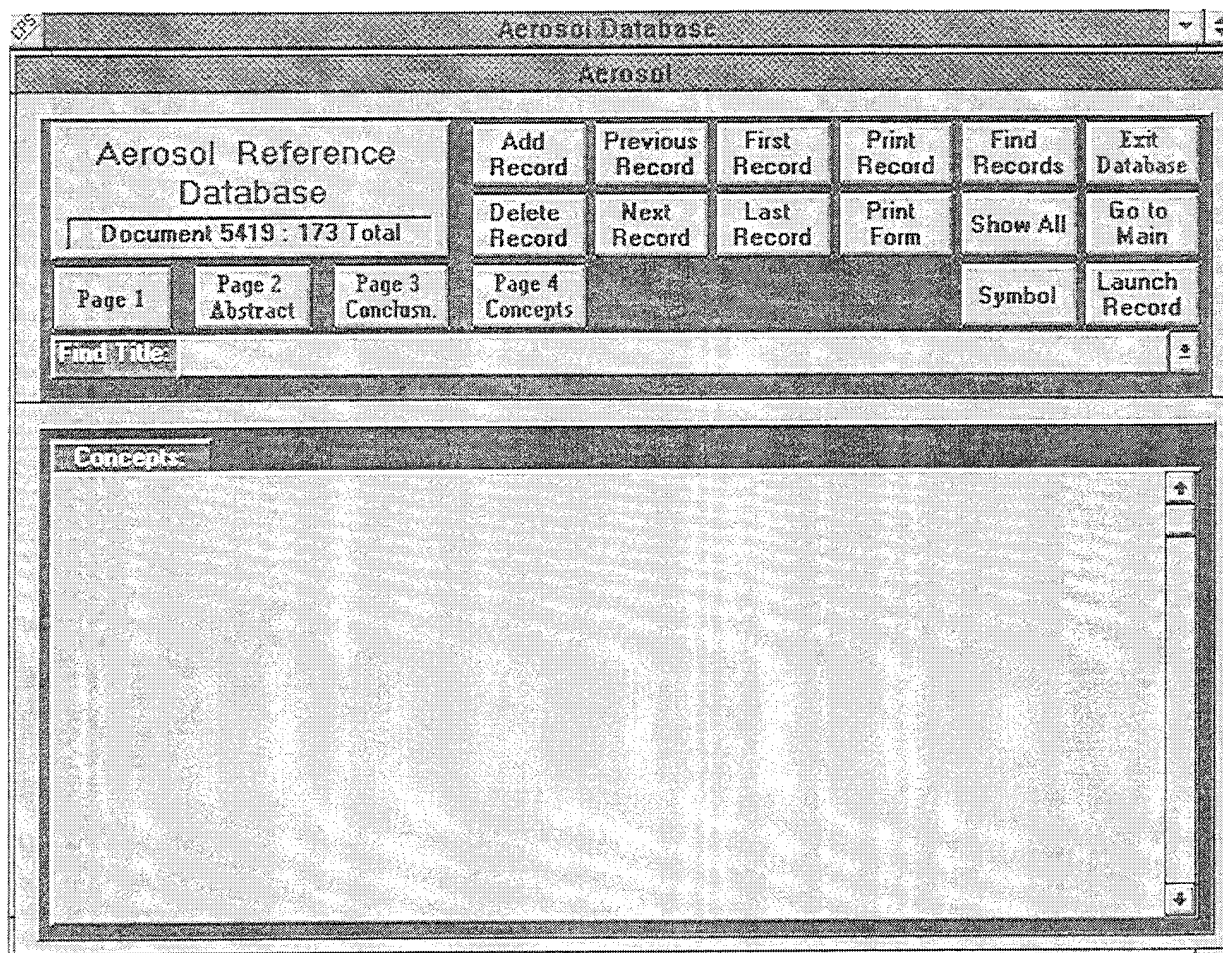 Aerosol Database
Aerosol
Aerosol Reference
Database
Document 5419 : 173 Total
Add
Record
Previous
Record
First
Record
Print
Record
Find
Records
Exit
Database
Delete
Record
Next
Record
Last
Record
Print
Form
Show All
Go to
Main
Page 1
Page 2
Abstract
Page 3
Conclusn.
Page 4
Concepts
Symbol
Launch
Record
Find Title:
Concepts: